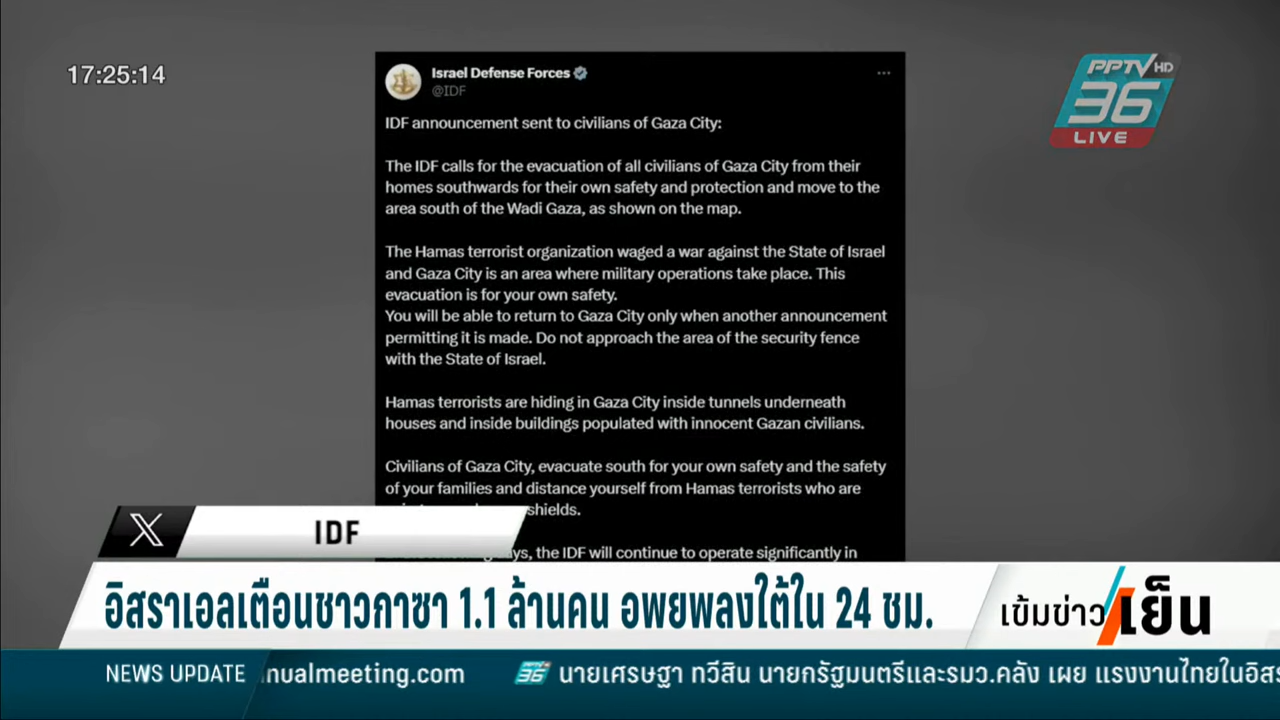 17:25:14
PPTV HD
36
LIVE
Israel Defense Forces
@IDF
IDF announcement sent to civilians of Gaza City:
The IDF calls for the evacuation of all civilians of Gaza City from their
homes southwards for their own safety and protection and move to the
area south of the Wadi Gaza, as shown on the map.
The Hamas terrorist organization waged a war against the State of Israel
and Gaza City is an area where military operations take place. This
evacuation is for your own safety.
You will be able to return to Gaza City only when another announcement
permitting it is made. Do not approach the area of the security fence
with the State of Israel.
Hamas terrorists are hiding in Gaza City inside tunnels underneath
houses and inside buildings populated with innocent Gazan civilians.
Civilians of Gaza City, evacuate south for your own safety and the safety
of your families and distance yourself from Hamas terrorists who are
shields.
the IDF will continue to operate significantly in
X IDF
อิสราเอลเตือนชาวกาซา 1.1 ล้านคน อพยพลงใต้ใน 24 ชม.
เข้มข่าวเย็น
NEWS UPDATE nualmeeting.com 36 นายเศรษฐา ทวีสิน นายกรัฐมนตรีและรมว.คลัง เผย แรงงานไทยในอิส